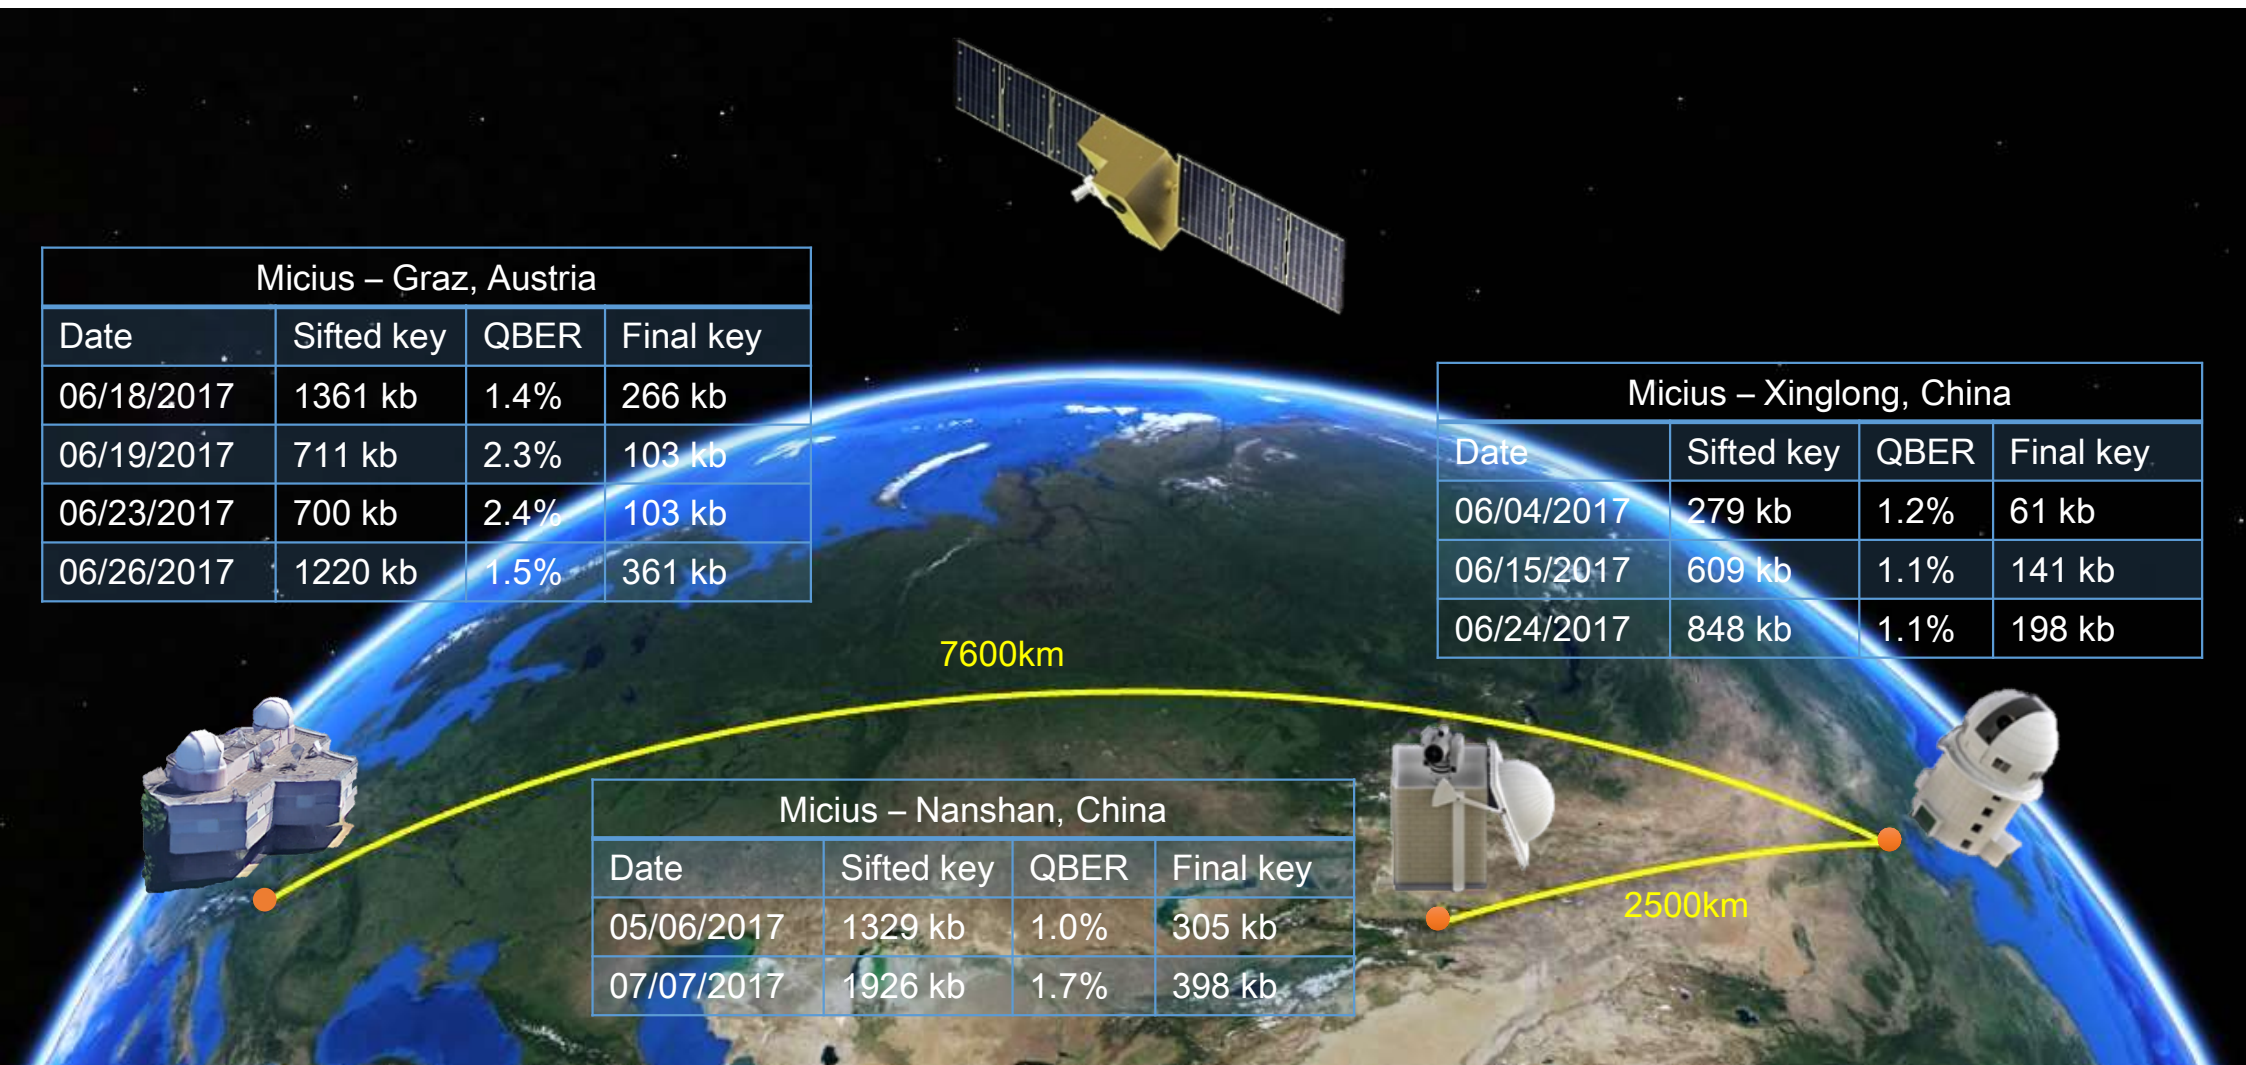 Micius – Graz, Austria
Date Sifted key QBER Final key
06/18/2017 1361 kb 1.4% 266 kb
06/19/2017 711 kb 2.3% 103 kb
06/23/2017 700 kb 2.4% 103 kb
06/26/2017 1220 kb 1.5% 361 kb
Micius – Xinglong, China
Date Sifted key QBER Final key
06/04/2017 279 kb 1.2% 61 kb
06/15/2017 609 kb 1.1% 141 kb
06/24/2017 848 kb 1.1% 198 kb
7600km
Micius – Nanshan, China
Date Sifted key QBER Final key
05/06/2017 1329 kb 1.0% 305 kb
07/07/2017 1926 kb 1.7% 398 kb
2500km